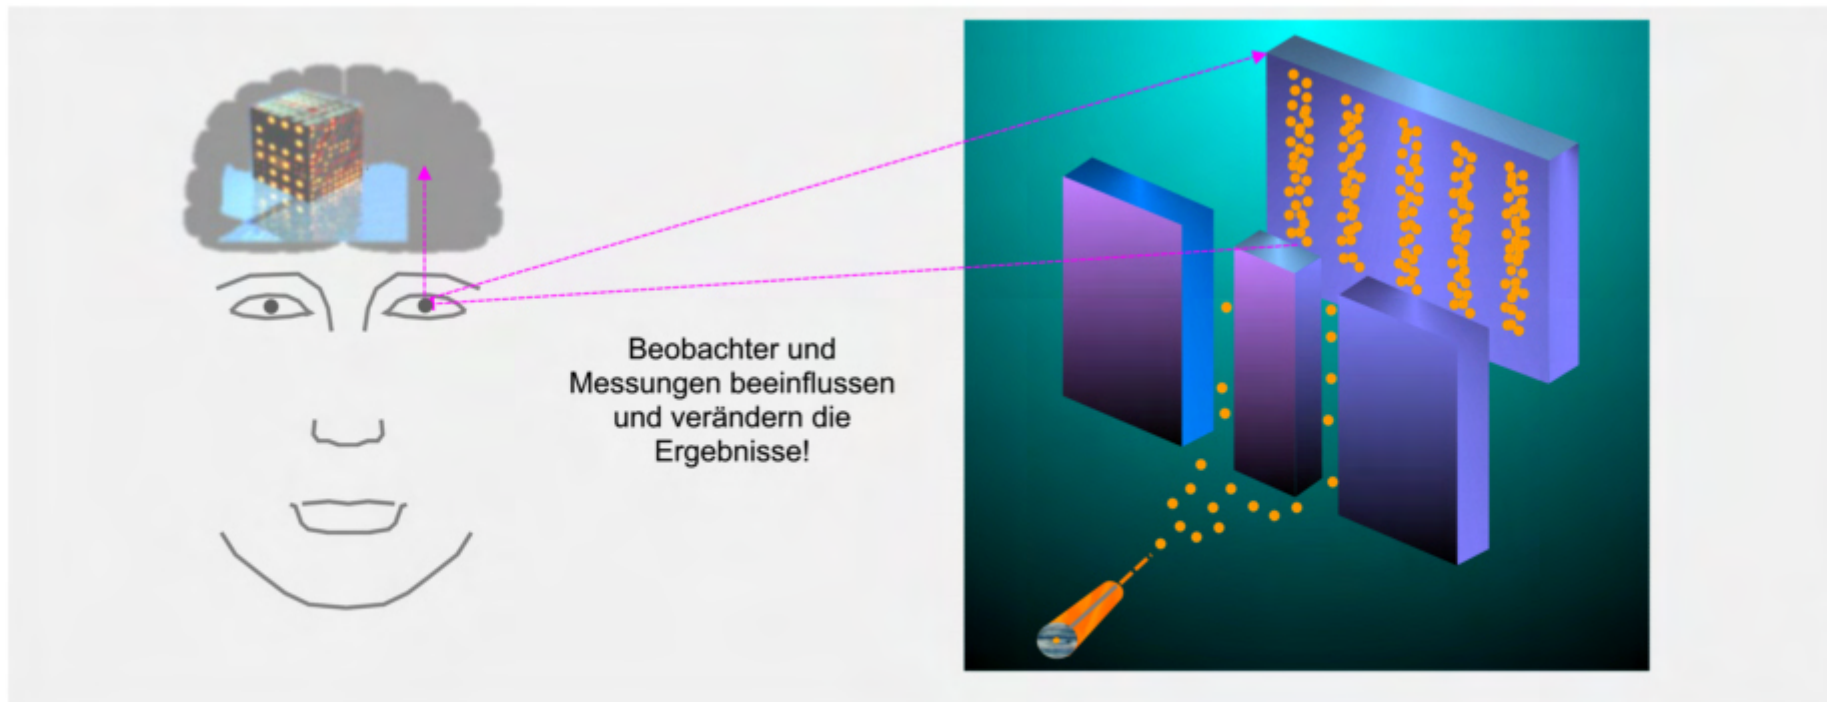 Beobachter und
Messungen beeinflussen
und verändern die
Ergebnisse!